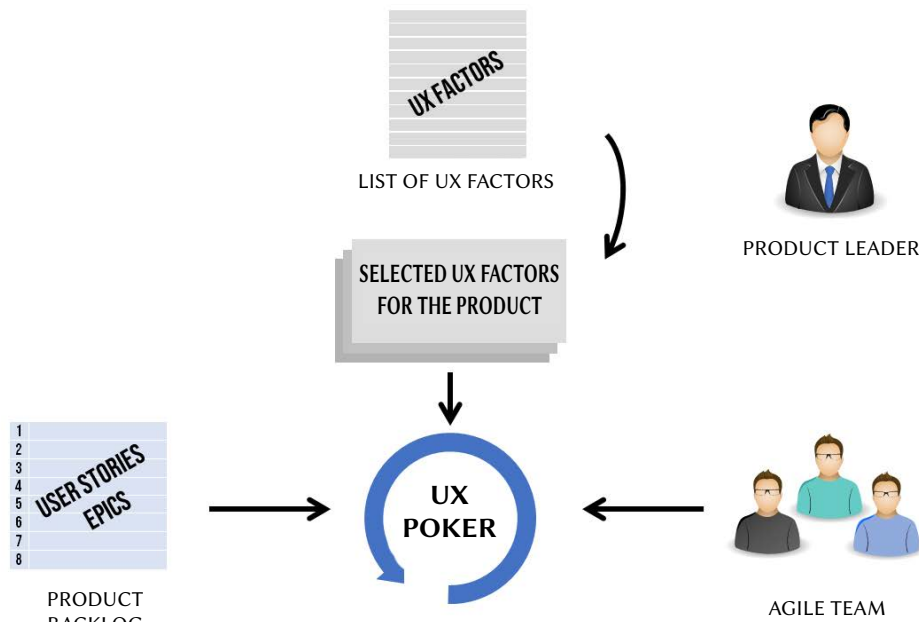 UX FACTORS
LIST OF UX FACTORS
PRODUCT LEADER
SELECTED UX FACTORS
FOR THE PRODUCT
1
2
3
4
5
6
7
8
USER STORIES
EPICS
UX
POKER
PRODUCT
BACKLOG
AGILE TEAM